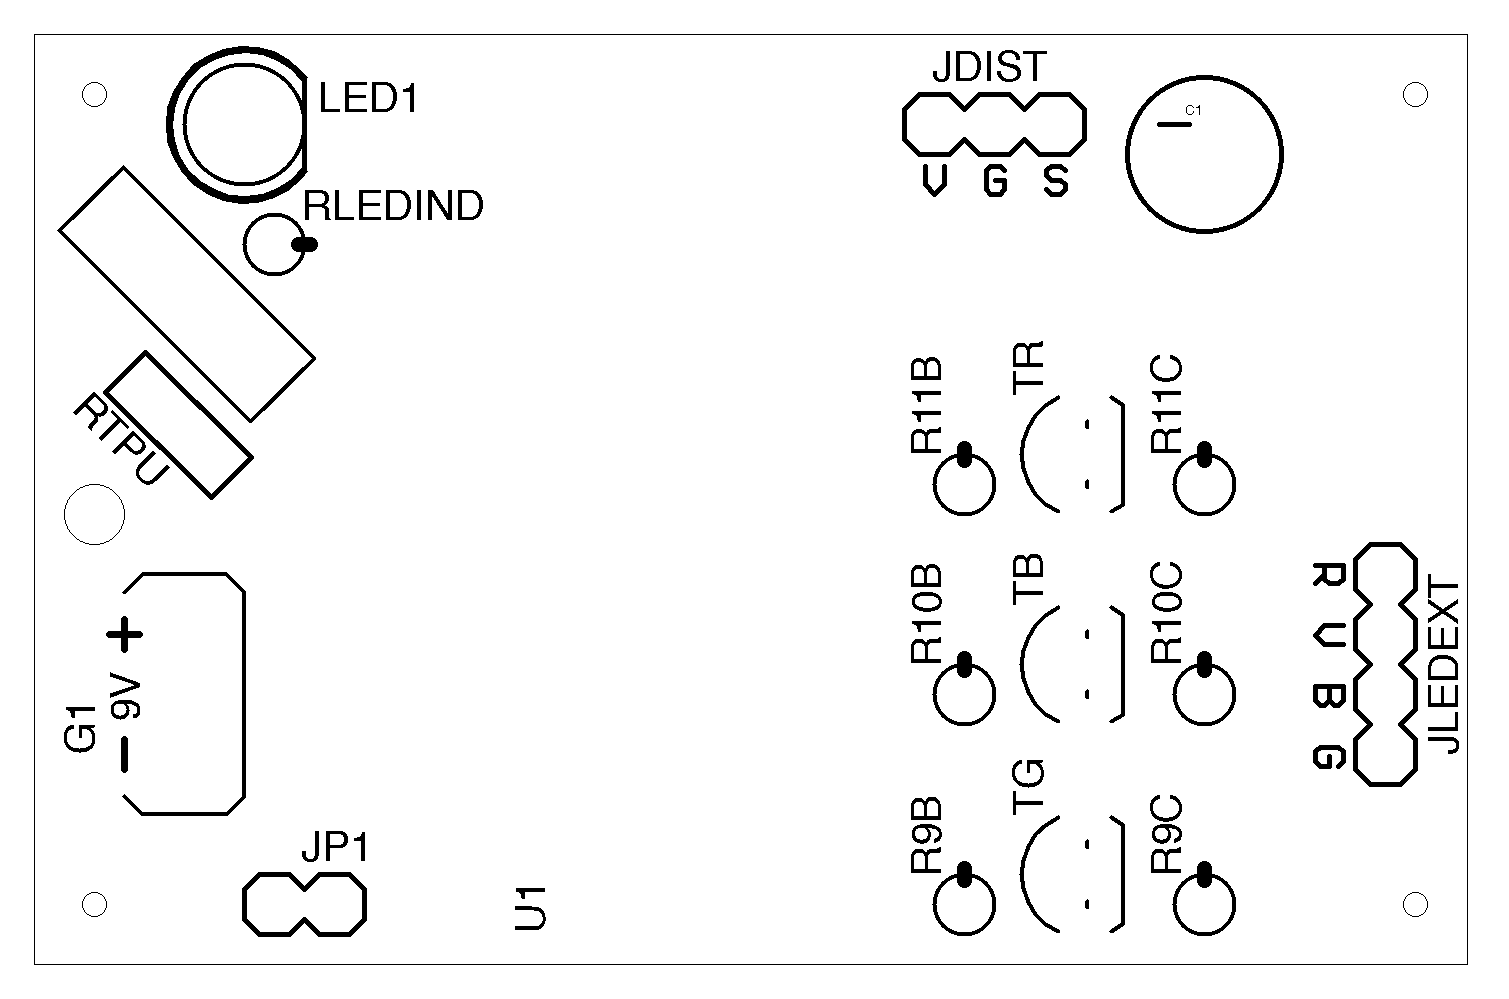 JDIST
LED1
C1
V G S
RLEDIND
R11B
TR
R11C
RTPU
R10B
TB
R10C
R
V
B
G
JLEDEXT
+
9V
−
G1
R9B
TG
R9C
JP1
U1